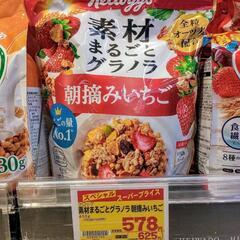 Kellogg's
素材
まるごと
グラノラ
全粒
オーツ麦
朝摘みいちご
No.1
30g
食
8種
スペシャル スーパープライス
素材まるごとグラノラ 朝摘みいちご
578
625